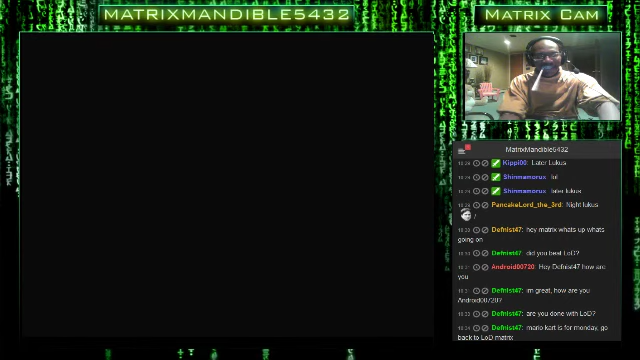 MATRIXMANDIBLE5432
MATRIX CAM
MatrixMandible5432
Kippi00: Later Lukus
Shinnamorus: lol
Shinnamorus: later lukus
PancakeLord_the_3rd: Night lukus
/
Defnist47: hey matrix whats up whats
going on
Defnist47: did you beat LoD?
Android00720: Hey Defnist47 how are
you
Defnist47: im great, how are you
Android00720?
Defnist47: are you done with LoD?
Defnist47: mario kart is for monday, go
back to LoD matrix